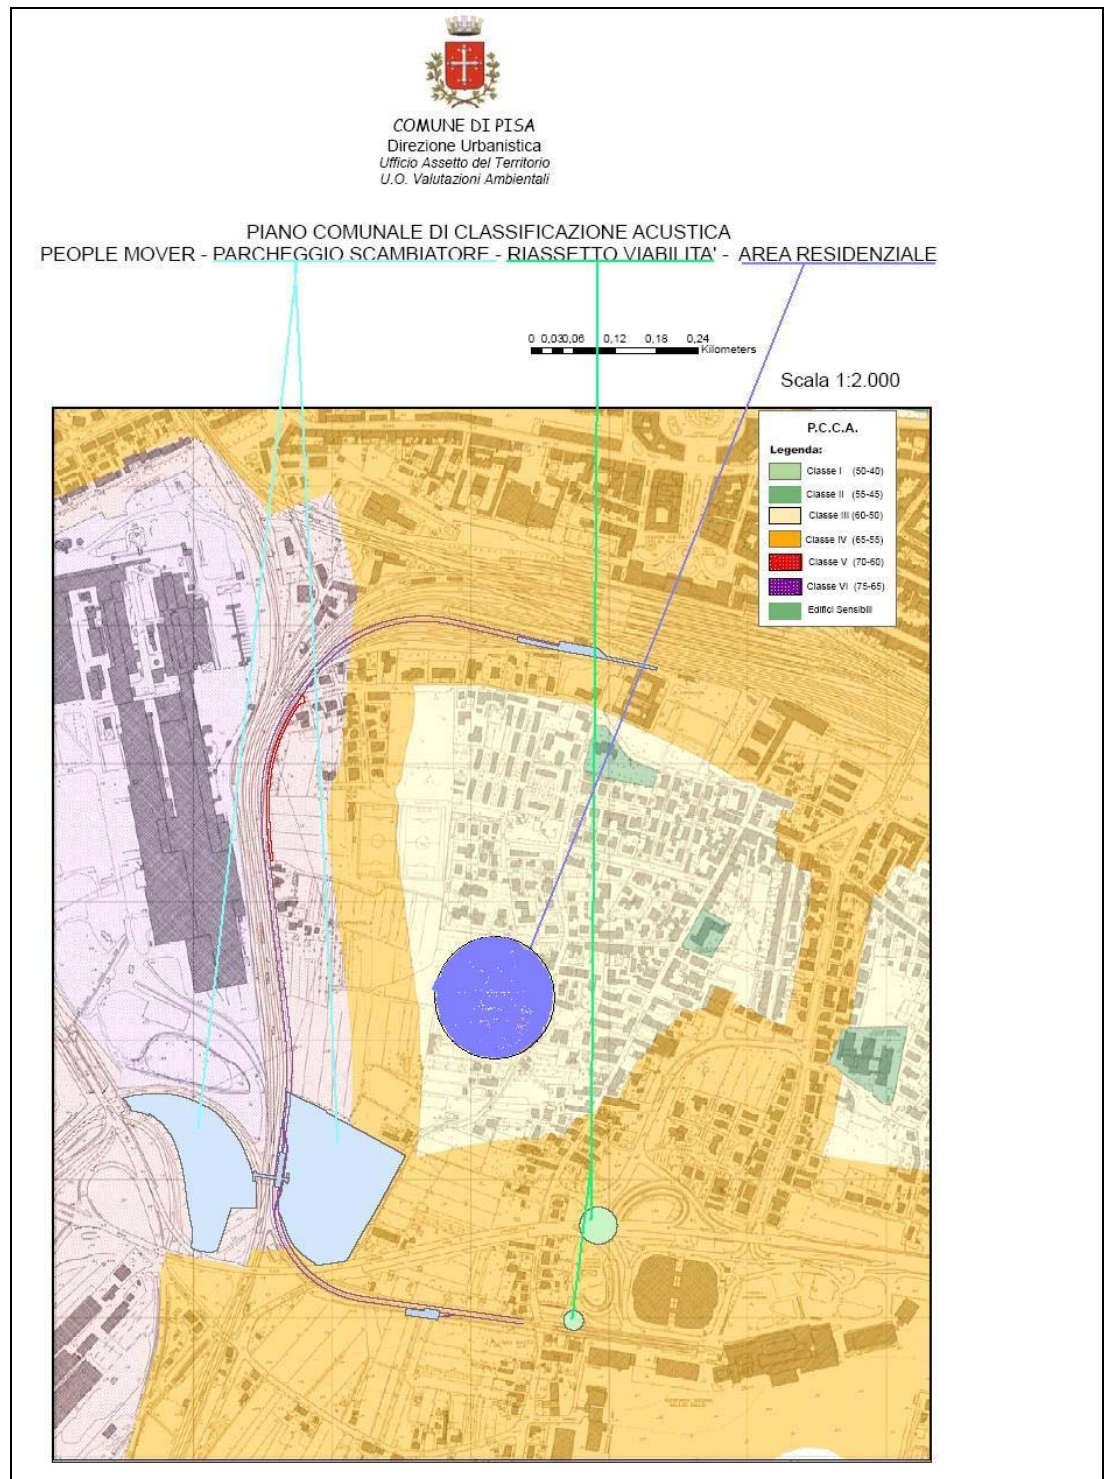 COMUNE DI PISA
Direzione Urbanistica
Ufficio Assetto del Territorio
U.O. Valutazioni Ambientali
PIANO COMUNALE DI CLASSIFICAZIONE ACUSTICA
PEOPLE MOVER - PARCHEGGIO SCAMBIATORE - RIASSETTO VIABILITA' - AREA RESIDENZIALE
0 0,03 0,06 0,12 0,18 0,24
Kilometers
Scala 1:2.000
P.C.C.A.
Legenda:
Classe I (50-40)
Classe II (55-45)
Classe III (60-50)
Classe IV (65-55)
Classe V (70-60)
Classe VI (75-65)
Edifici Sensibili